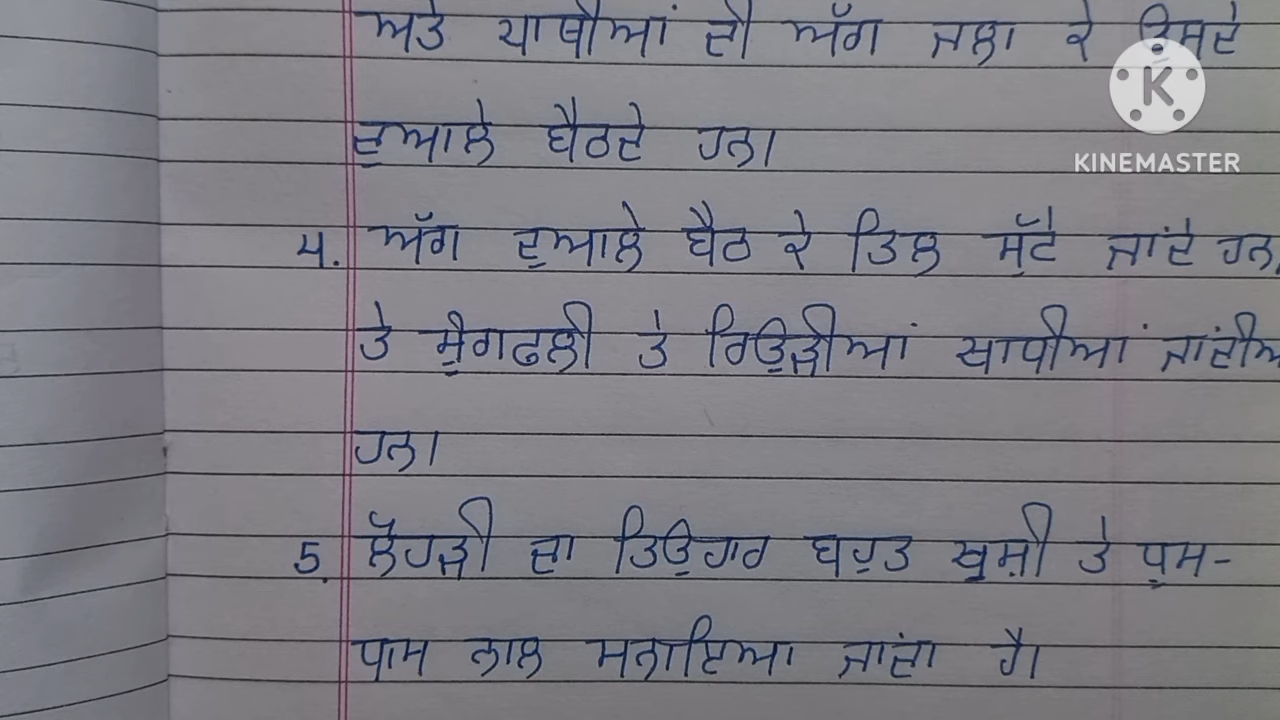 ਅਤੇ ਪਾਥੀਆਂ ਦੀ ਅੱਗ ਜਲਾ ਕੇ ਉਸਦੇ
ਦੁਆਲੇ ਬੈਠਦੇ ਹਨ।
4. ਅੱਗ ਦੁਆਲੇ ਬੈਠ ਕੇ ਤਿਲ ਸੁੱਟੇ ਜਾਂਦੇ ਹਨ,
ਤੇ ਮੂੰਗਫਲੀ ਤੇ ਰਿਉੜੀਆਂ ਖਾਧੀਆਂ ਜਾਂਦੀਆ
ਹਨ।
5. ਲੋਹੜੀ ਦਾ ਤਿਉਹਾਰ ਬਹੁਤ ਖੁਸ਼ੀ ਤੇ ਧੂਮ-
ਧਾਮ ਨਾਲ ਮਨਾਇਆ ਜਾਂਦਾ ਹੈ।
K
KINEMASTER